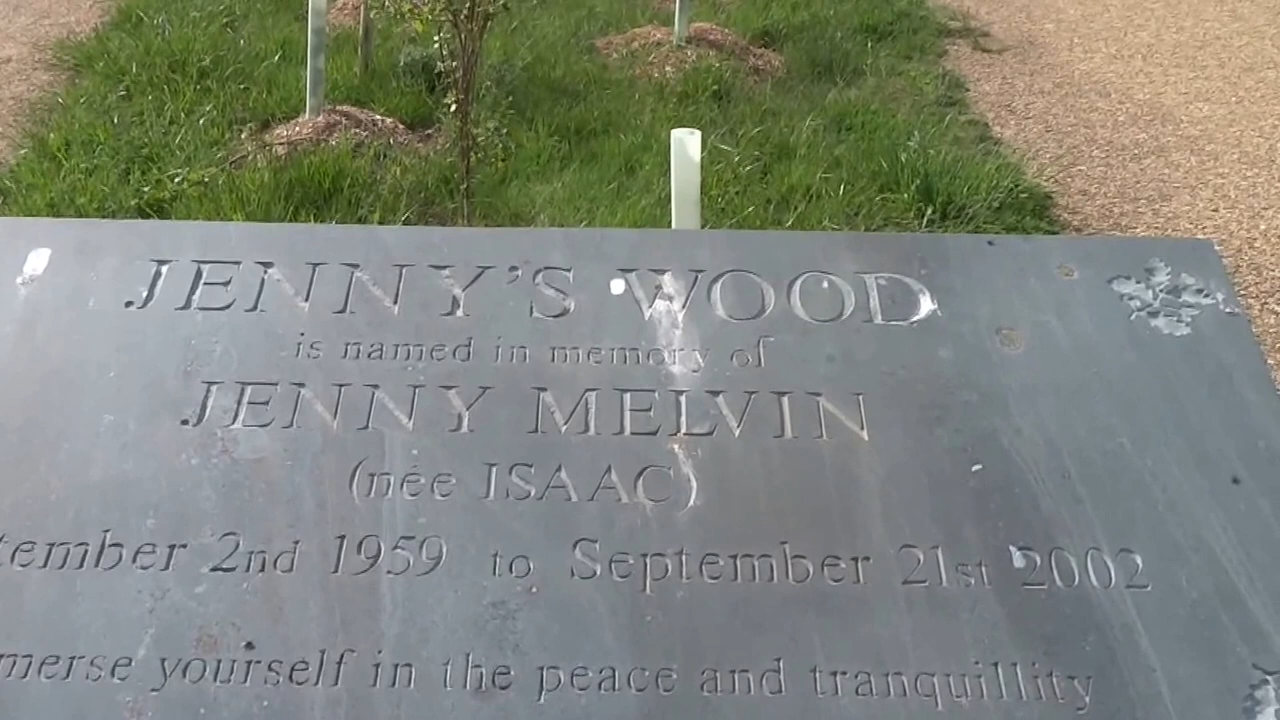 JENNY'S WOOD
is named in memory of
JENNY MELVIN
(née ISAAC)
tember 2nd 1959 to September 21st 2002
merse yourself in the peace and tranquillity